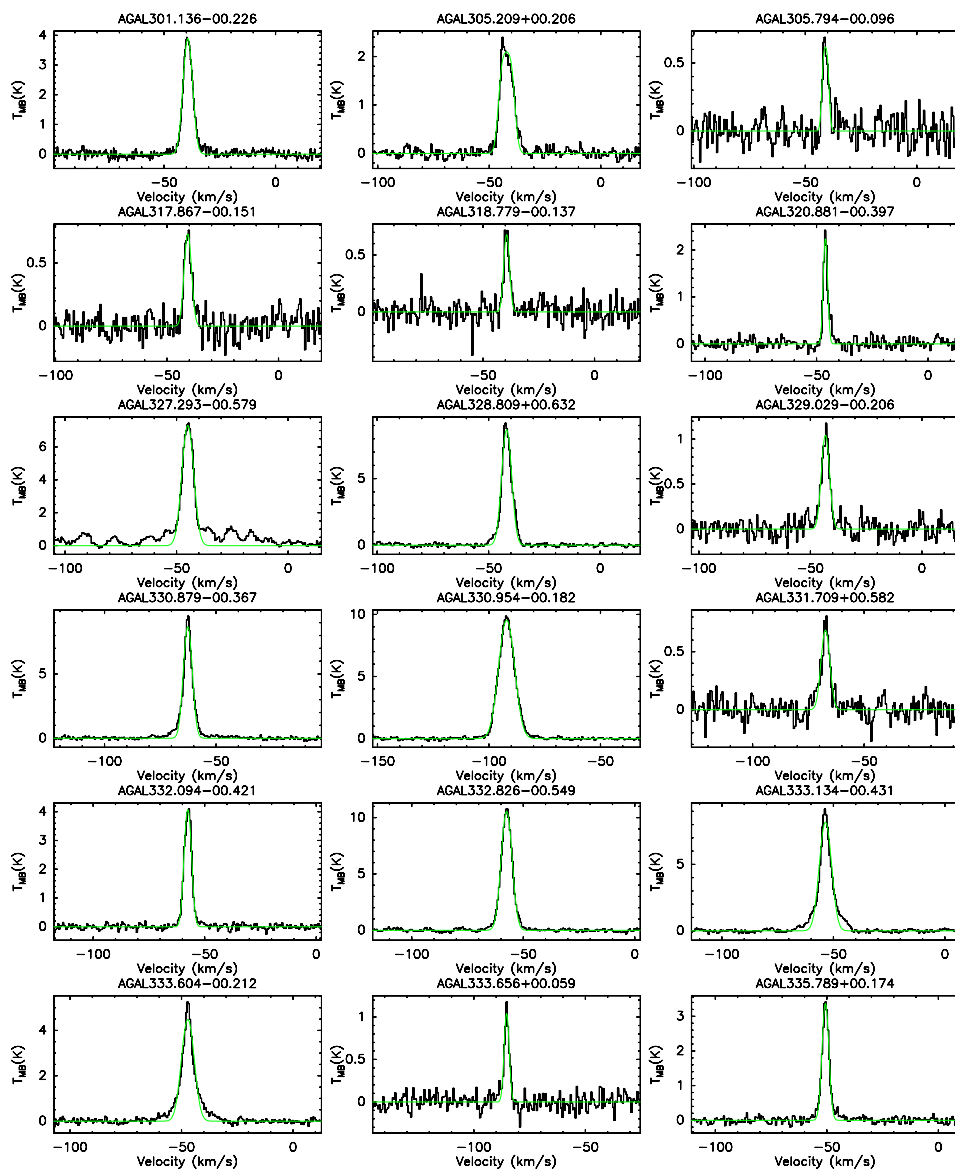 AGAL301.136−00.226 AGAL305.209+00.206 AGAL305.794−00.096
T_MB(K) T_MB(K) T_MB(K)
4 3 2 1 0 2 1 0 0.5 0
−50 0 −100 −50 0 −100 −50 0
Velocity (km/s) Velocity (km/s) Velocity (km/s)
AGAL317.867−00.151 AGAL318.779−00.137 AGAL320.881−00.397
T_MB(K) T_MB(K) T_MB(K)
0.5 0 0.5 0 2 1 0
−100 −50 0 −50 0 −100 −50 0
Velocity (km/s) Velocity (km/s) Velocity (km/s)
AGAL327.293−00.579 AGAL328.809+00.632 AGAL329.029−00.206
T_MB(K) T_MB(K) T_MB(K)
6 4 2 0 5 0 1 0.5 0
−100 −50 0 −100 −50 0 −100 −50 0
Velocity (km/s) Velocity (km/s) Velocity (km/s)
AGAL330.879−00.367 AGAL330.954−00.182 AGAL331.709+00.582
T_MB(K) T_MB(K) T_MB(K)
5 0 10 5 0 0.5 0
−100 −50 −150 −100 −50 −100 −50
Velocity (km/s) Velocity (km/s) Velocity (km/s)
AGAL332.094−00.421 AGAL332.826−00.549 AGAL333.134−00.431
T_MB(K) T_MB(K) T_MB(K)
4 3 2 1 0 10 5 0 5 0
−100 −50 0 −100 −50 0 −100 −50 0
Velocity (km/s) Velocity (km/s) Velocity (km/s)
AGAL333.604−00.212 AGAL333.656+00.059 AGAL335.789+00.174
T_MB(K) T_MB(K) T_MB(K)
4 2 0 1 0.5 0 3 2 1 0
−100 −50 0 −100 −50 −100 −50 0
Velocity (km/s) Velocity (km/s) Velocity (km/s)